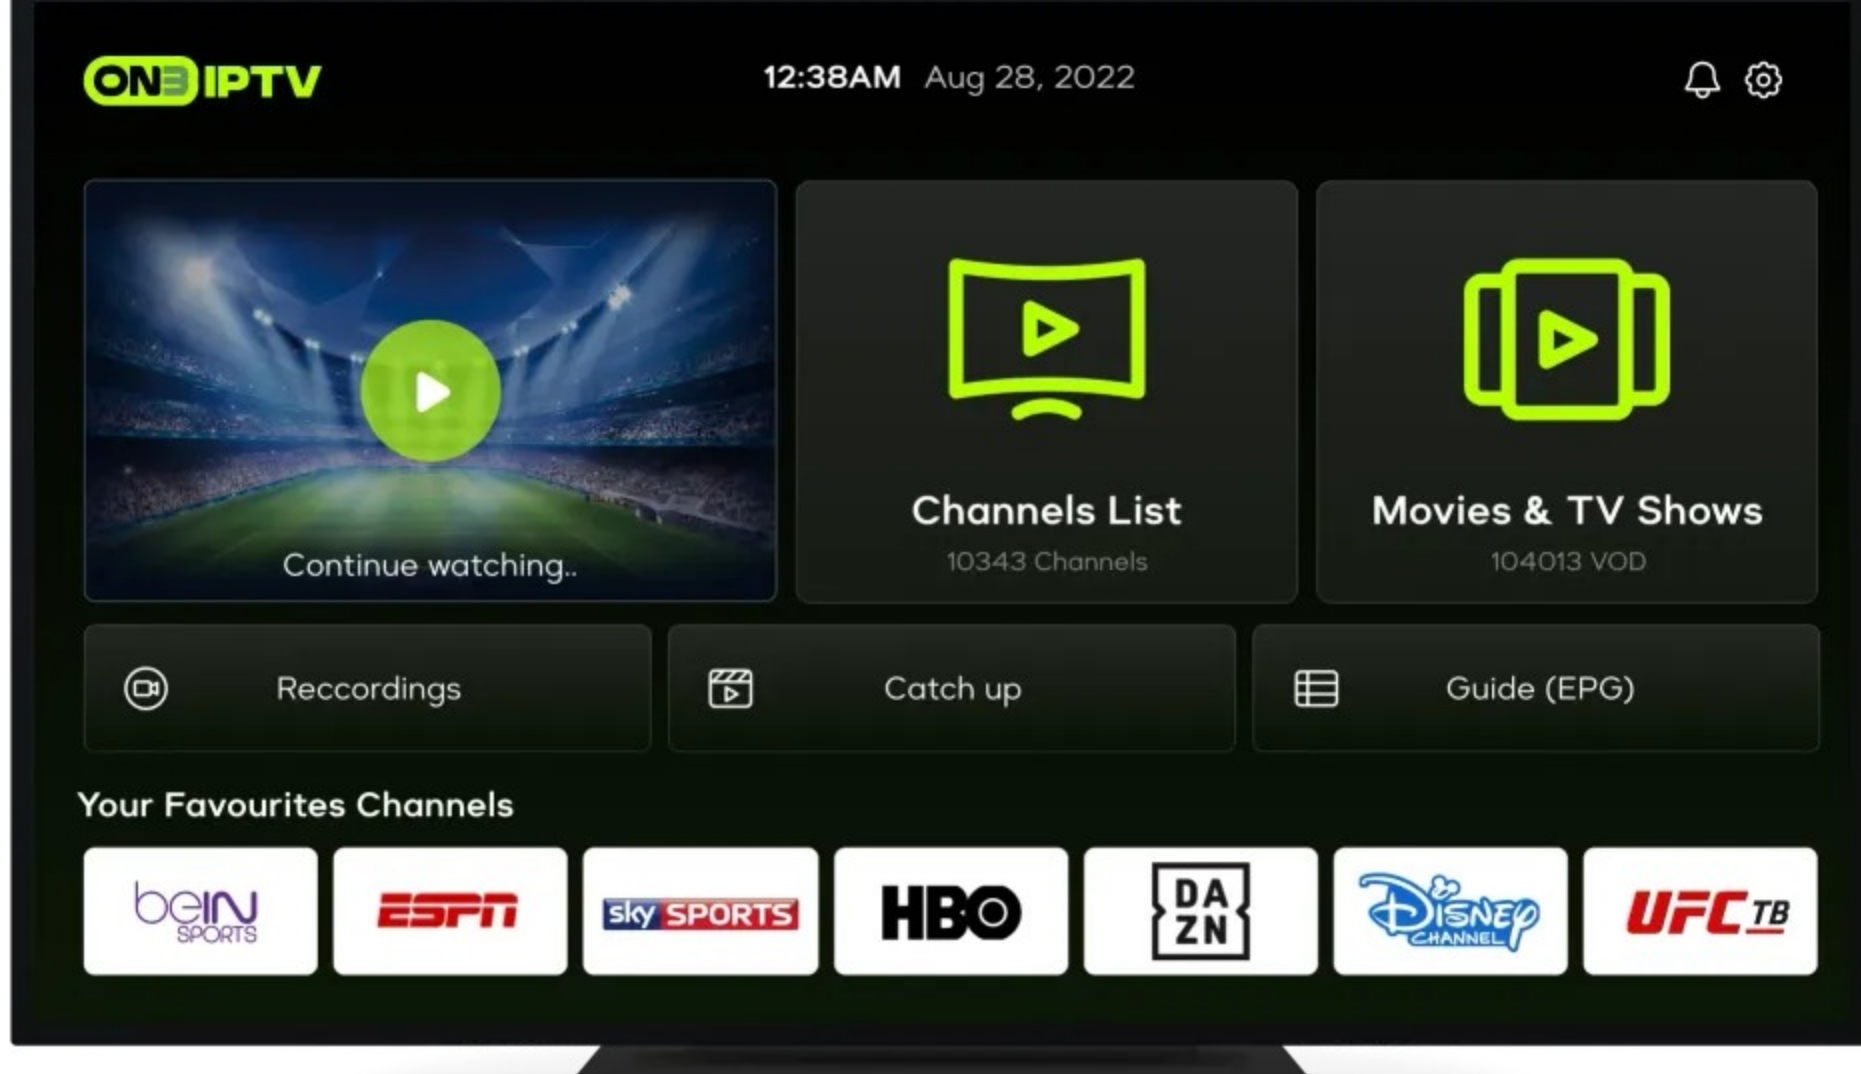 ON3 IPTV
12:38AM Aug 28, 2022
Continue watching..
Channels List
10343 Channels
Movies & TV Shows
104013 VOD
Reccordings
Catch up
Guide (EPG)
Your Favourites Channels
beIN
SPORTS
ESPN
sky SPORTS
HBO
DA
ZN
DISNEY
CHANNEL
UFC TB